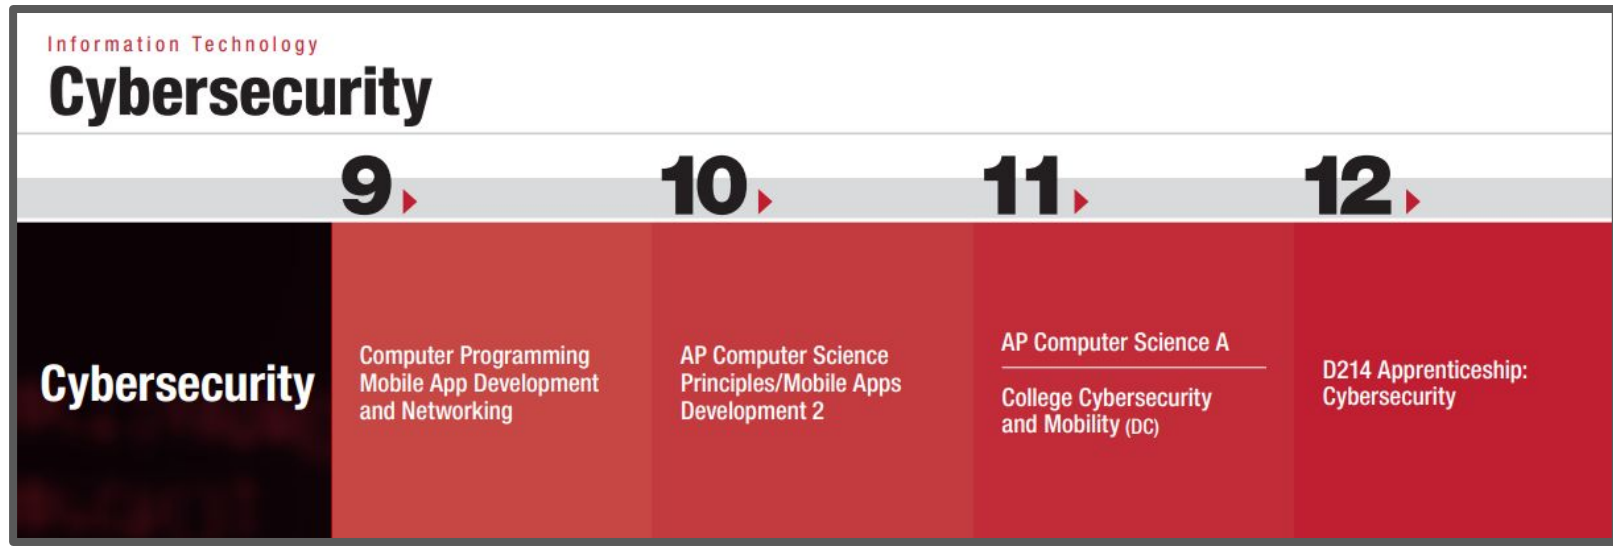 Information Technology
Cybersecurity
9 10 11 12
Cybersecurity
Computer Programming
Mobile App Development
and Networking
AP Computer Science
Principles/Mobile Apps
Development 2
AP Computer Science A
College Cybersecurity
and Mobility (DC)
D214 Apprenticeship:
Cybersecurity